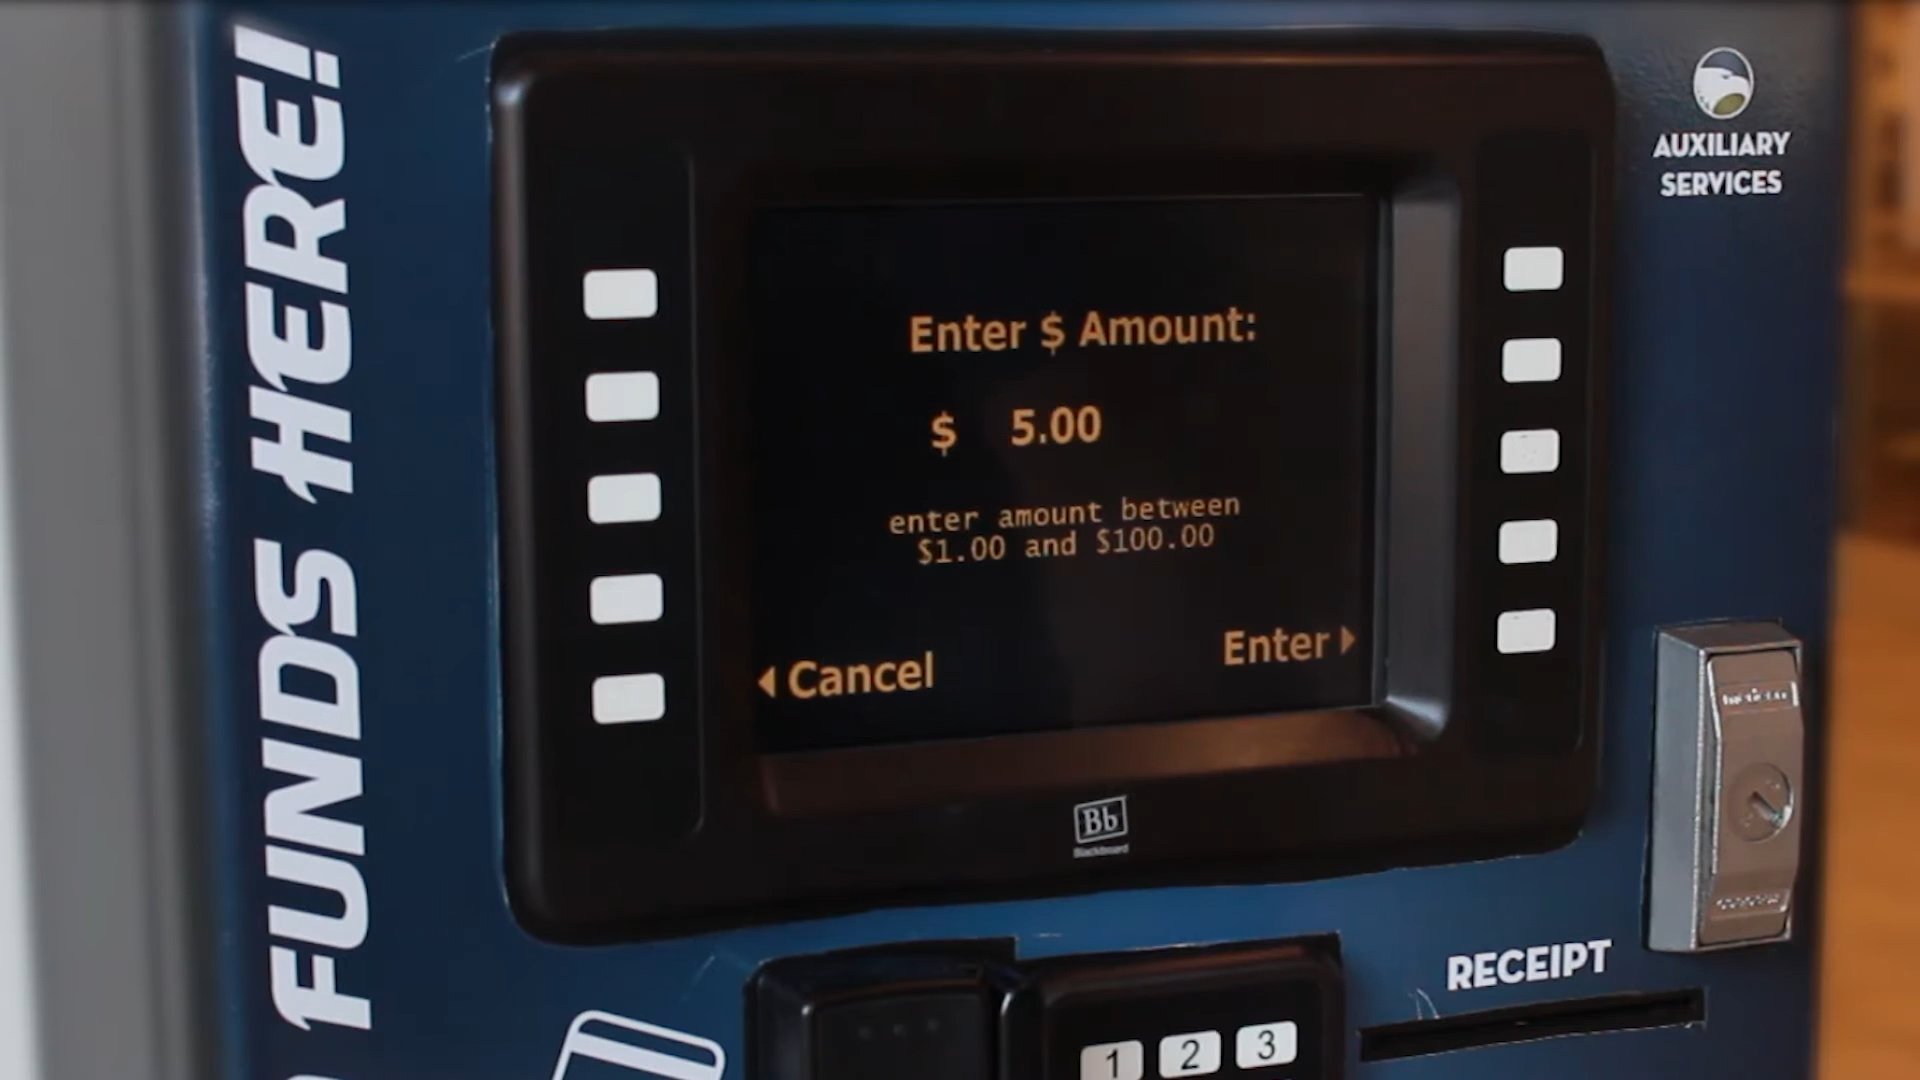 FUNDS HERE!
AUXILIARY
SERVICES
Enter $ Amount:
$ 5.00
enter amount between
$1.00 and $100.00
Cancel
Enter
Bb
Blackboard
RECEIPT
1 2 3